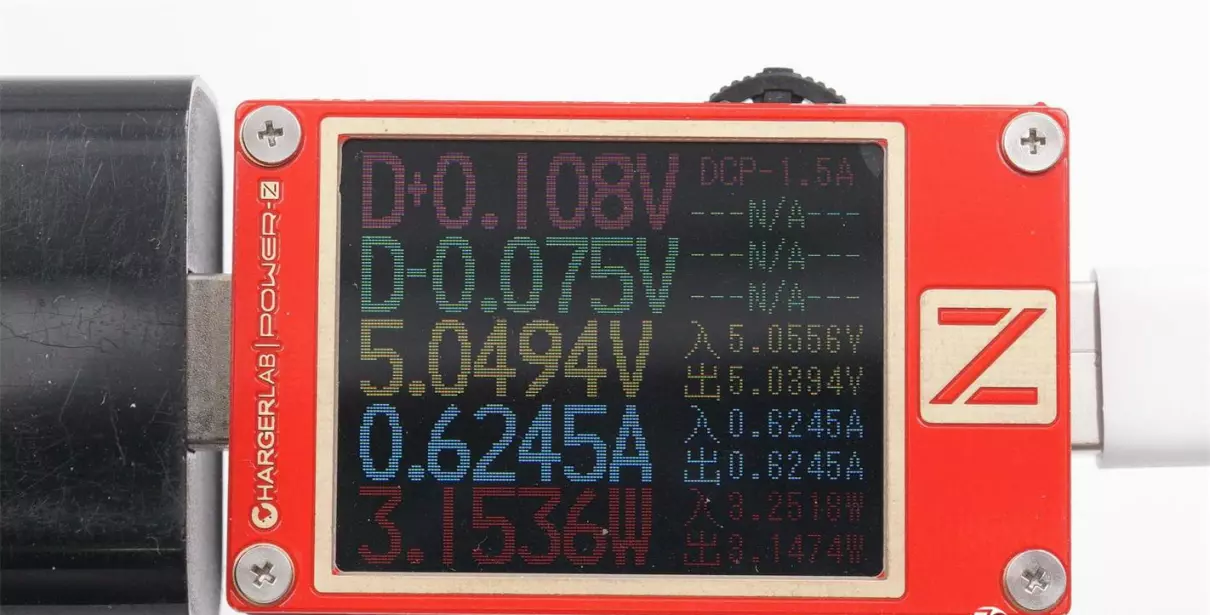 D+0.108V DCP-1.5A
---N/A---
D-0.075V ---N/A---
---N/A---
5.0494V 入 5.0556V
出 5.0394V
0.6245A 入 0.6245A
出 0.6245A
3.1536W 入 3.2518W
出 3.1474W
CHARGERLAB | POWER-Z
Z